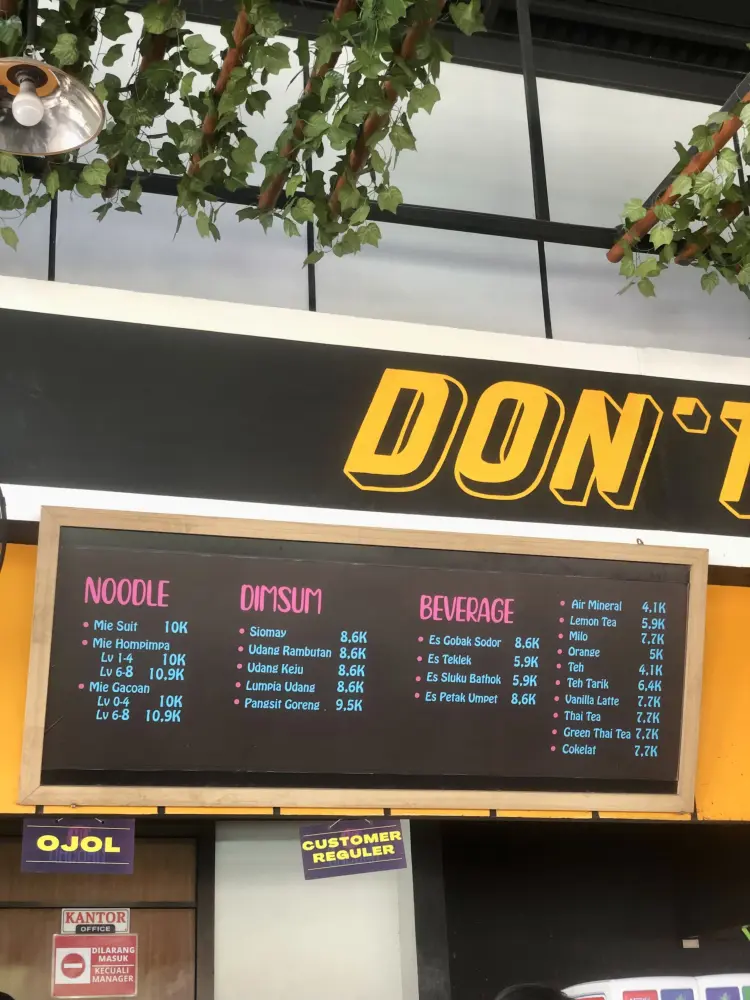 DON'T
NOODLE
• Mie Suit 10K
• Mie Hompimpa
Lv 1-4 10K
Lv 6-8 10,9K
• Mie Gacoan
Lv 0-4 10K
Lv 6-8 10,9K
DIMSUM
• Siomay 8.6K
• Udang Rambutan 8.6K
• Udang Keju 8.6K
• Lumpia Udang 8.6K
• Pangsit Goreng 9.5K
BEVERAGE
• Es Gobak Sodor 8.6K
• Es Teklek 5.9K
• Es Sluku Bathok 5.9K
• Es Petak Umpet 8,6K
• Air Mineral 4.1K
• Lemon Tea 5.9K
• Milo 7.7K
• Orange 5K
• Teh 4.1K
• Teh Tarik 6,4K
• Vanilla Latte 7.7K
• Thai Tea 7.7K
• Green Thai Tea 7.7K
• Cokelat 7.7K
OJOL
CUSTOMER
REGULER
KANTOR
OFFICE
DILARANG
MASUK
KECUALI
MANAGER